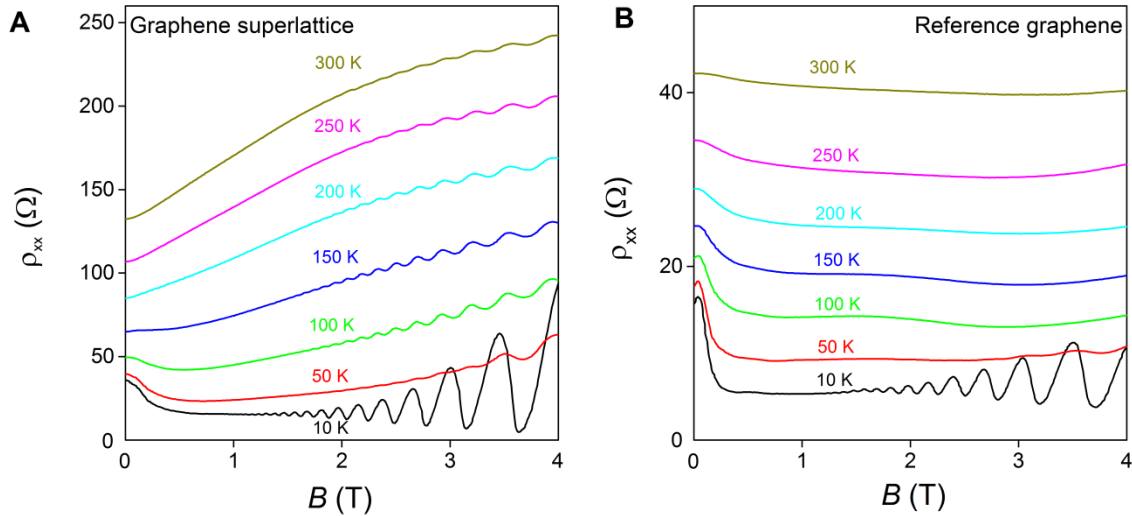 A
Graphene superlattice
250
200
150
100
50
0
300 K
250 K
200 K
150 K
100 K
50 K
10 K
0
1
2
3
4
ρxx (Ω)
B (T)
B
Reference graphene
40
20
0
300 K
250 K
200 K
150 K
100 K
50 K
10 K
0
1
2
3
4
ρxx (Ω)
B (T)